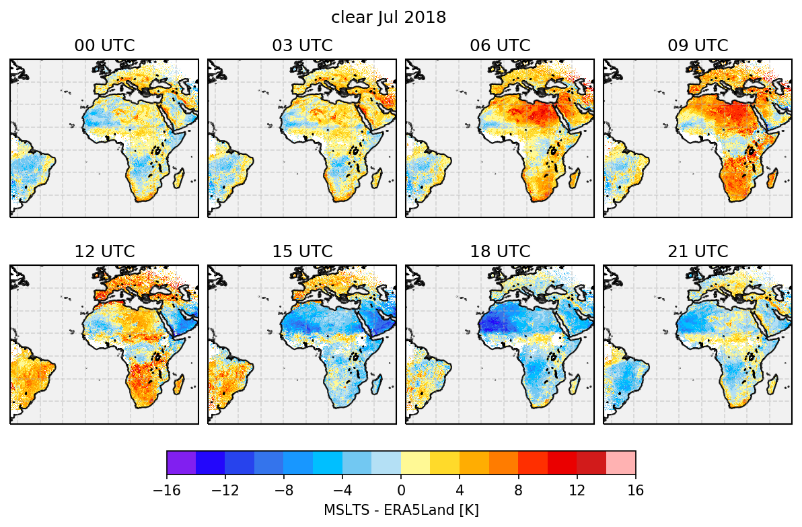 clear Jul 2018
00 UTC 03 UTC 06 UTC 09 UTC
12 UTC 15 UTC 18 UTC 21 UTC
−16 −12 −8 −4 0 4 8 12 16
MSLTS - ERA5Land [K]